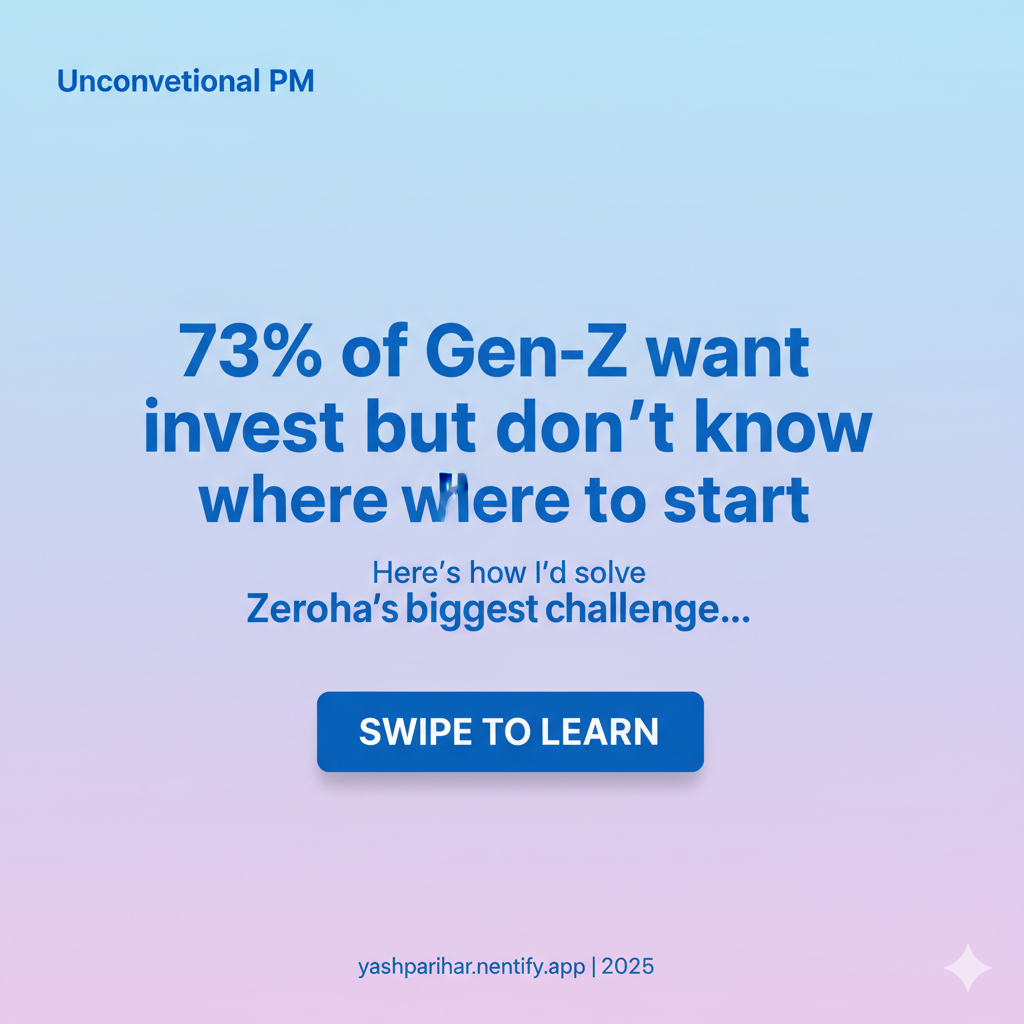 Unconvetional PM
73% of Gen-Z want
invest but don’t know
where wlere to start
Here’s how I’d solve
Zeroha’s biggest challenge...
SWIPE TO LEARN
yashparihar.nentify.app | 2025